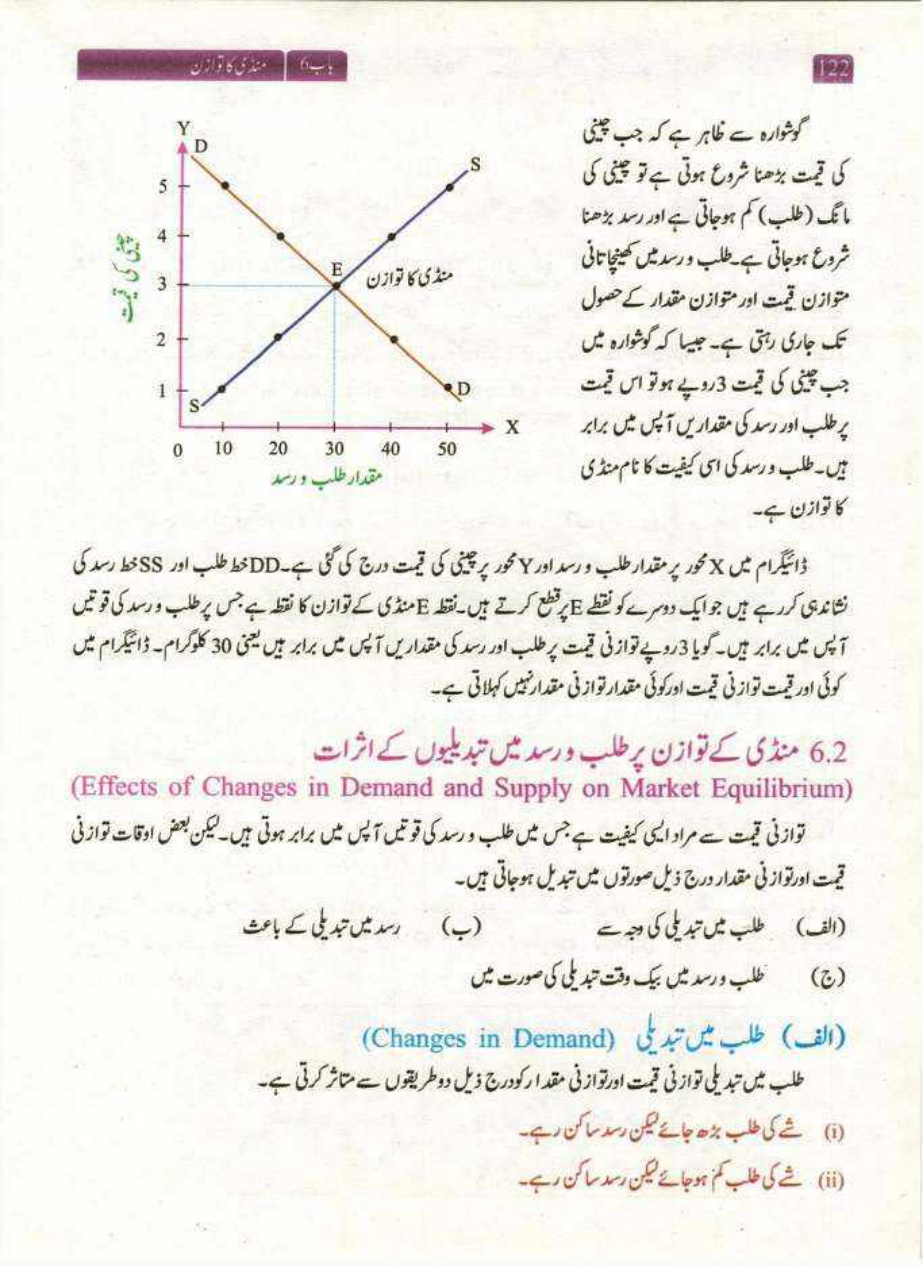 122
باب6 منڈی کا توازن
گوشوارہ سے ظاہر ہے کہ جب چینی
کی قیمت بڑھنا شروع ہوتی ہے تو چینی کی
مانگ (طلب) کم ہوجاتی ہے اور رسد بڑھنا
شروع ہوجاتی ہے۔ طلب و رسد میں کھینچا تانی
متوازن قیمت اور متوازن مقدار کے حصول
تک جاری رہتی ہے۔ جیسا کہ گوشوارہ میں
جب چینی کی قیمت 3روپے ہو تو اس قیمت
پر طلب اور رسد کی مقداریں آپس میں برابر
ہیں۔ طلب و رسد کی اسی کیفیت کا نام منڈی
کا توازن ہے۔
Y
D
S
5
4
E
منڈی کا توازن
3
2
1
D
S
X
0 10 20 30 40 50
چینی کی قیمت
مقدار طلب و رسد
ڈائیگرام میں X محور پر مقدار طلب و رسد اور Y محور پر چینی کی قیمت درج کی گئی ہے۔ DD خط طلب اور SS خط رسد کی
نشاندہی کررہے ہیں جو ایک دوسرے کو نقطے E پر قطع کرتے ہیں۔ نقطہ E منڈی کے توازن کا نقطہ ہے جس پر طلب و رسد کی قوتیں
آپس میں برابر ہیں۔ گویا 3روپے توازنی قیمت پر طلب اور رسد کی مقداریں آپس میں برابر ہیں یعنی 30 کلوگرام۔ ڈائیگرام میں
کوئی اور قیمت توازنی قیمت اور کوئی مقدار توازنی مقدار نہیں کہلاتی ہے۔
6.2 منڈی کے توازن پر طلب و رسد میں تبدیلیوں کے اثرات
(Effects of Changes in Demand and Supply on Market Equilibrium)
توازنی قیمت سے مراد ایسی کیفیت ہے جس میں طلب و رسد کی قوتیں آپس میں برابر ہوتی ہیں۔ لیکن بعض اوقات توازنی
قیمت اور توازنی مقدار درج ذیل صورتوں میں تبدیل ہوجاتی ہیں۔
(الف) طلب میں تبدیلی کی وجہ سے (ب) رسد میں تبدیلی کے باعث
(ج) طلب و رسد میں بیک وقت تبدیلی کی صورت میں
(الف) طلب میں تبدیلی (Changes in Demand)
طلب میں تبدیلی توازنی قیمت اور توازنی مقدار کو درج ذیل دو طریقوں سے متاثر کرتی ہے۔
(i) شے کی طلب بڑھ جائے لیکن رسد ساکن رہے۔
(ii) شے کی طلب کم ہوجائے لیکن رسد ساکن رہے۔